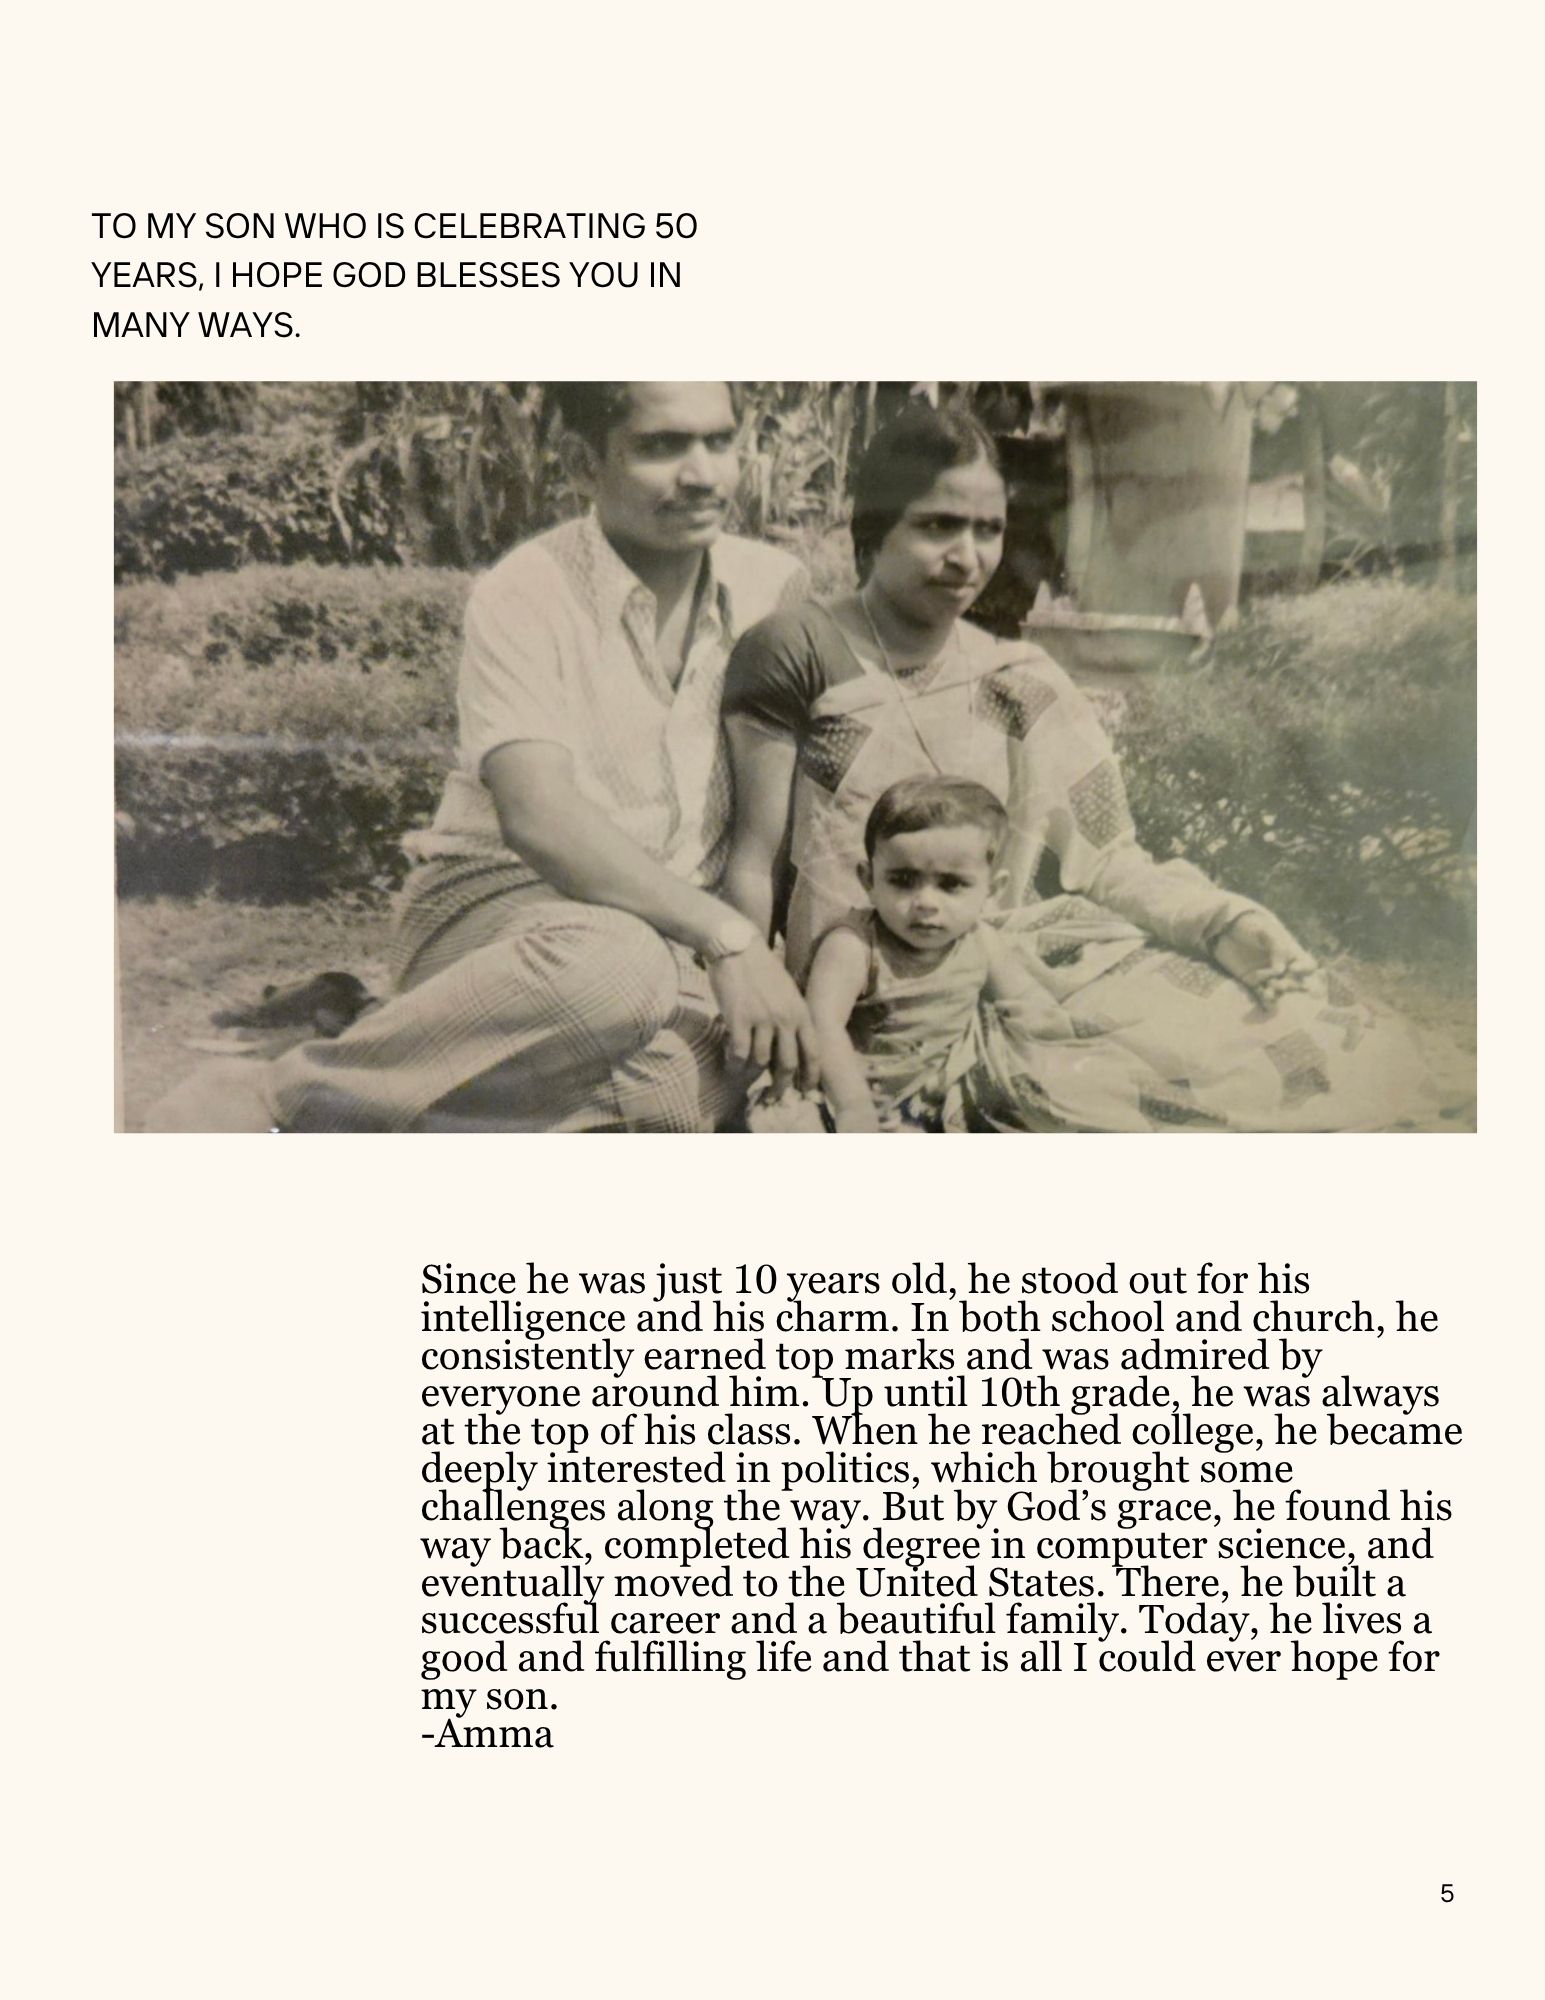 TO MY SON WHO IS CELEBRATING 50
YEARS, I HOPE GOD BLESSES YOU IN
MANY WAYS.
Since he was just 10 years old, he stood out for his
intelligence and his charm. In both school and church, he
consistently earned top marks and was admired by
everyone around him. Up until 10th grade, he was always
at the top of his class. When he reached college, he became
deeply interested in politics, which brought some
challenges along the way. But by God’s grace, he found his
way back, completed his degree in computer science, and
eventually moved to the United States. There, he built a
successful career and a beautiful family. Today, he lives a
good and fulfilling life and that is all I could ever hope for
my son.
-Amma
5